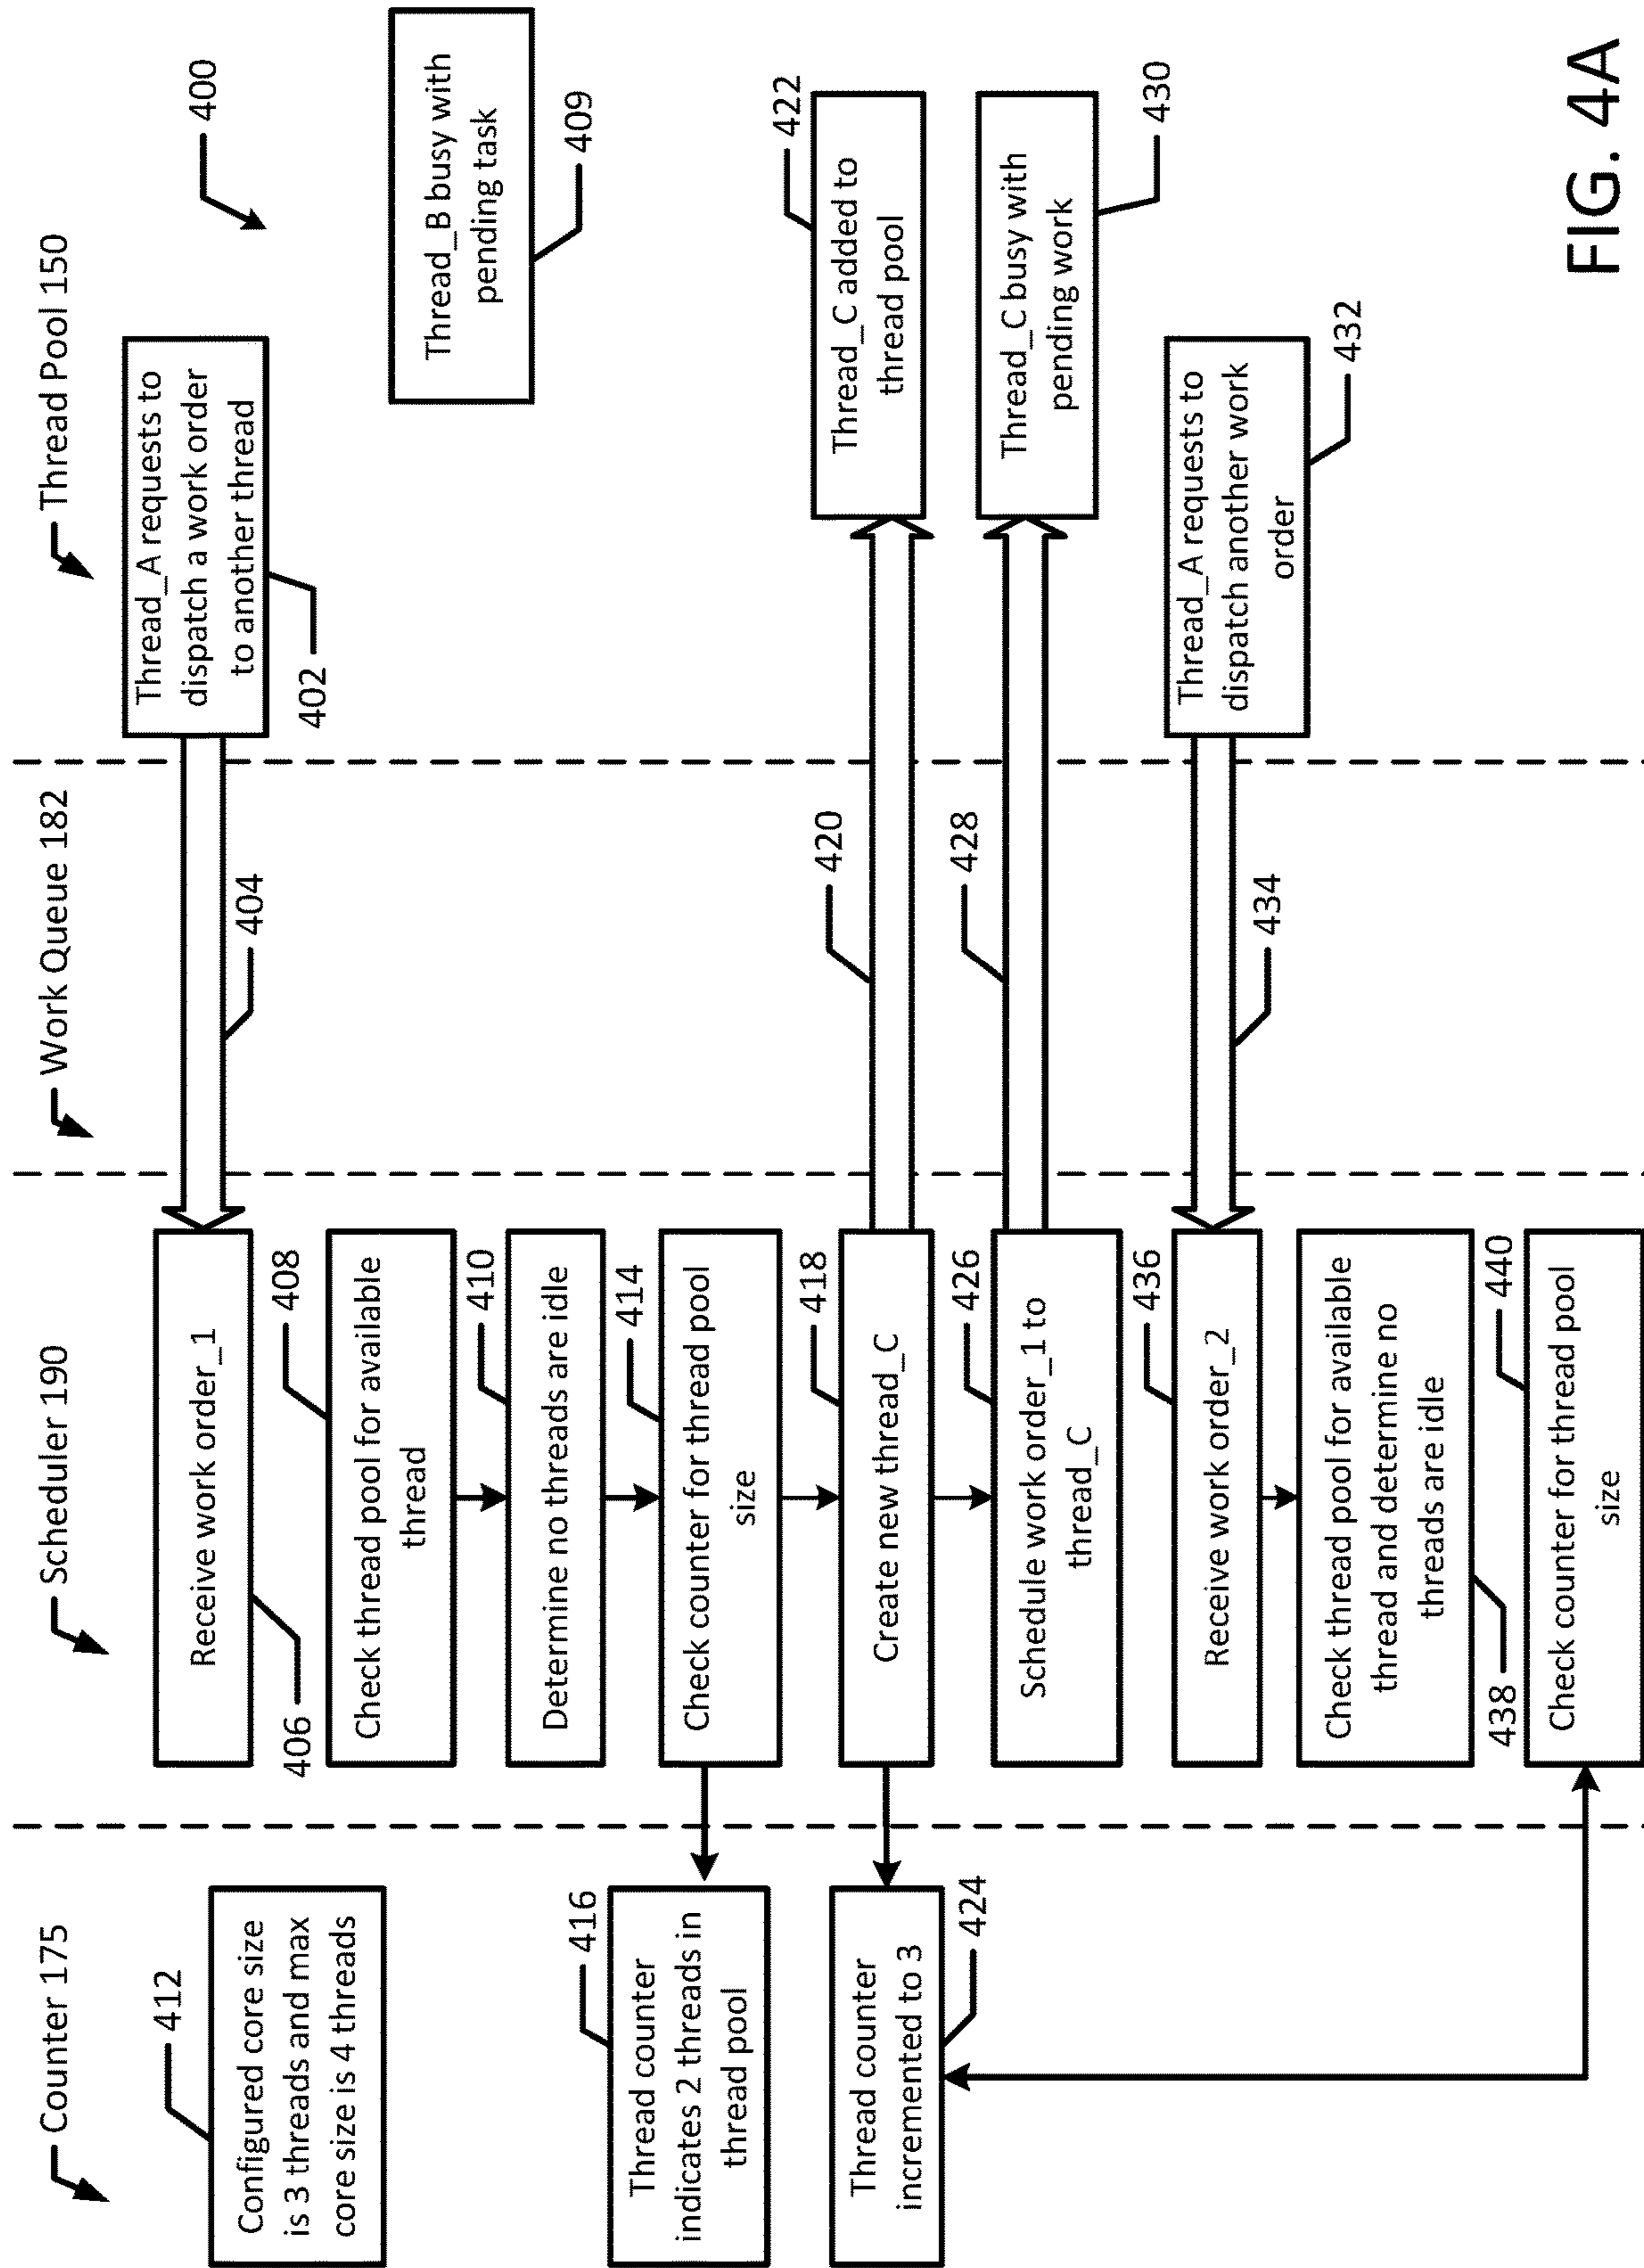 Counter 175
Scheduler 190
Work Queue 182
Thread Pool 150
400
412
Configured core size
is 3 threads and max
core size is 4 threads
Receive work order_1
406
404
Thread_A requests to
dispatch a work order
to another thread
402
408
Check thread pool for available
thread
Thread_B busy with
pending task
409
410
Determine no threads are idle
414
Check counter for thread pool
size
416
Thread counter
indicates 2 threads in
thread pool
418
Create new thread_C
420
422
Thread_C added to
thread pool
Thread counter
incremented to 3
424
426
Schedule work order_1 to
thread_C
428
Thread_C busy with
pending work
430
436
Receive work order_2
434
Thread_A requests to
dispatch another work
order
432
Check thread pool for available
thread and determine no
threads are idle
438
440
Check counter for thread pool
size
FIG. 4A